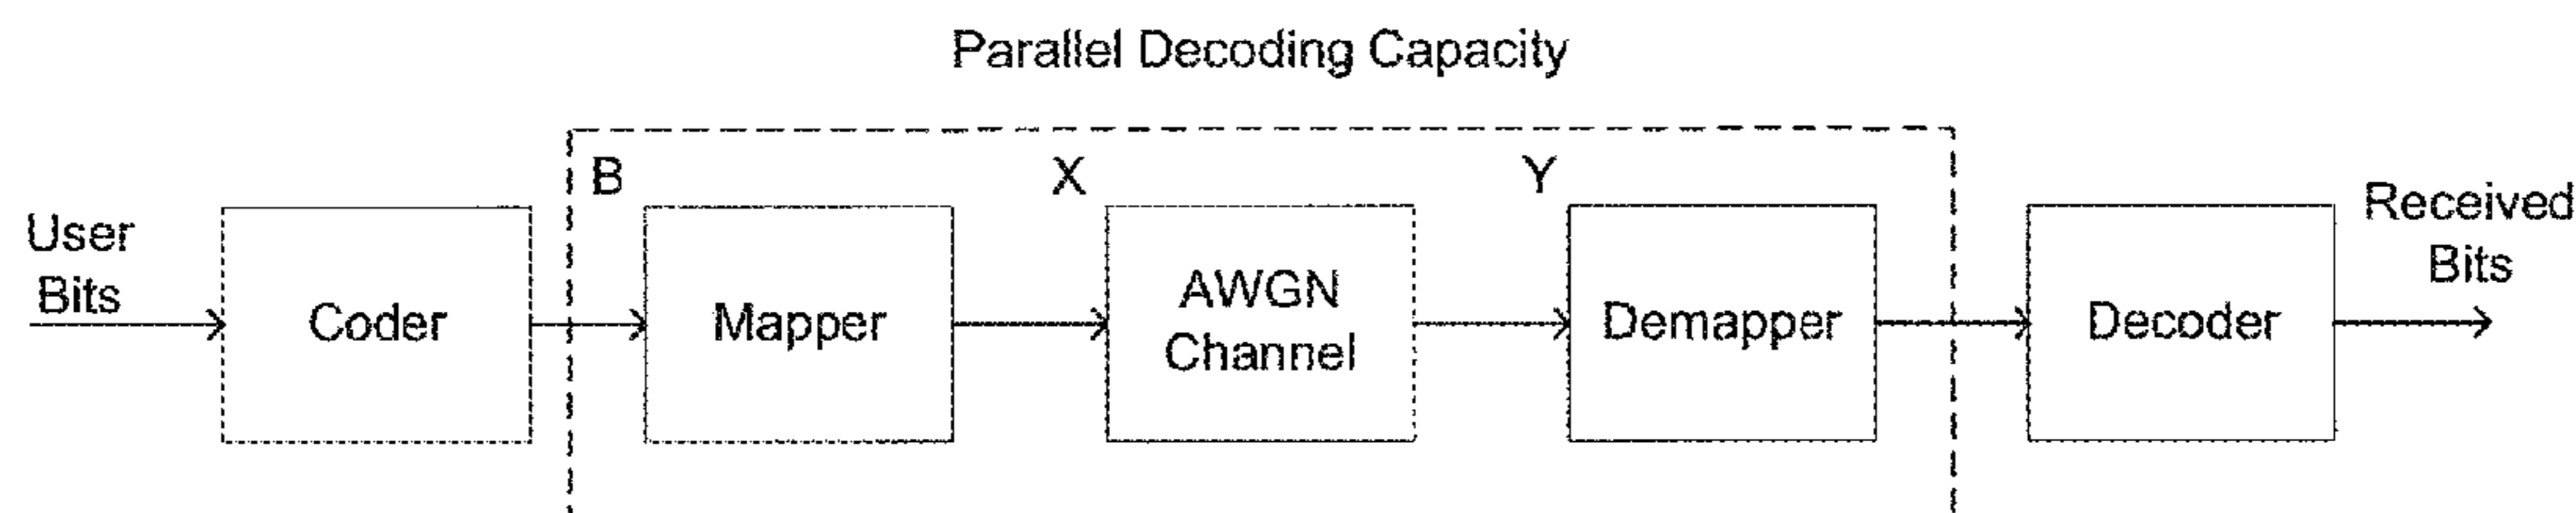 Parallel Decoding Capacity
B
X
Y
User
Bits
Coder
Mapper
AWGN
Channel
Demapper
Decoder
Received
Bits